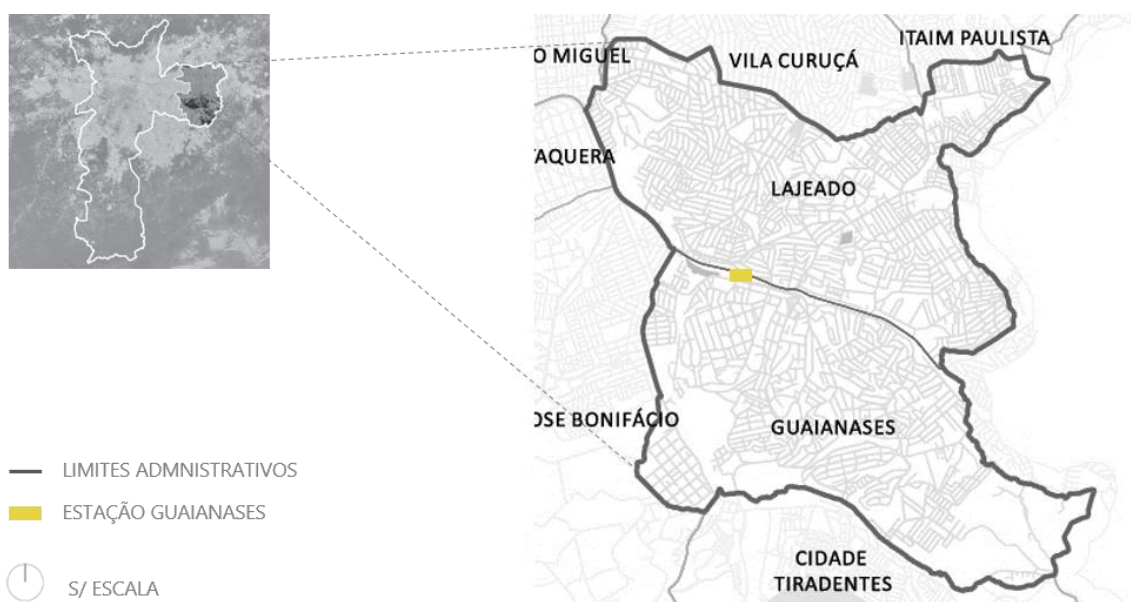 ITAIM PAULISTA
O MIGUEL
VILA CURUÇÁ
AQUERA
LAJEADO
OSE BONIFÁCIO
GUAIANASES
CIDADE
TIRADENTES
LIMITES ADMNISTRATIVOS
ESTAÇÃO GUAIANASES
S/ ESCALA